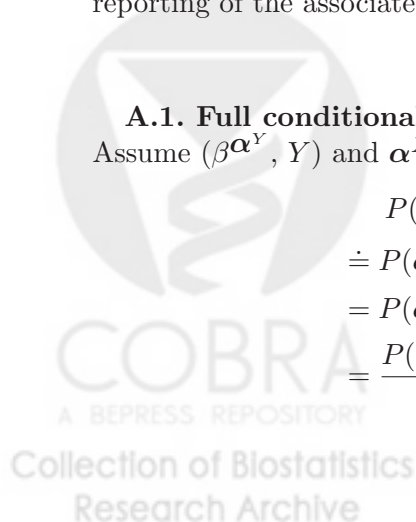 reporting of the associate
A.1. Full conditional
Assume (β^{α^Y}, Y) and α
P(
≐ P(
= P(
= P(
COBRA
A BEPRESS REPOSITORY
Collection of Biostatistics
Research Archive